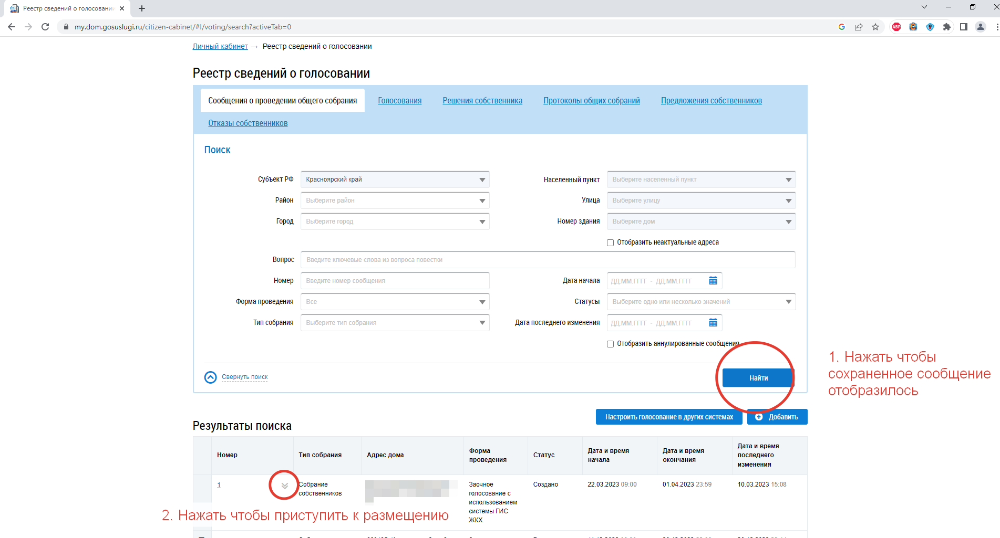 Реестр сведений о голосовани
my.dom.gosuslugi.ru/citizen-cabinet/#!/voting/search?activeTab=0
ABP
Личный кабинет → Реестр сведений о голосовании
Реестр сведений о голосовании
Сообщения о проведении общего собрания Голосования Решения собственника Протоколы общих собраний Предложения собственников
Отказы собственников
Поиск
Субъект РФ Красноярский край Населенный пункт Выберите населенный пункт
Район Выберите район Улица Выберите улицу
Город Выберите город Номер здания Выберите дом
Отобразить неактуальные адреса
Вопрос Введите ключевые слова из вопроса повестки
Номер Введите номер сообщения Дата начала ДД.ММ.ГГГГ - ДД.ММ.ГГГГ
Форма проведения Все Статусы Выберите одно или несколько значений
Тип собрания Выберите тип собрания Дата последнего изменения ДД.ММ.ГГГГ - ДД.ММ.ГГГГ
Отобразить аннулированные сообщения
Свернуть поиск Найти
1. Нажать чтобы
сохраненное сообщение
отобразилось
Настроить голосование в других системах Добавить
Результаты поиска
Номер Тип собрания Адрес дома Форма проведения Статус Дата и время начала Дата и время окончания Дата и время последнего изменения
1 Собрание собственников Заочное голосование с использованием системы ГИС ЖКХ Создано 22.03.2023 09:00 01.04.2023 23:59 10.03.2023 15:08
2. Нажать чтобы приступить к размещению